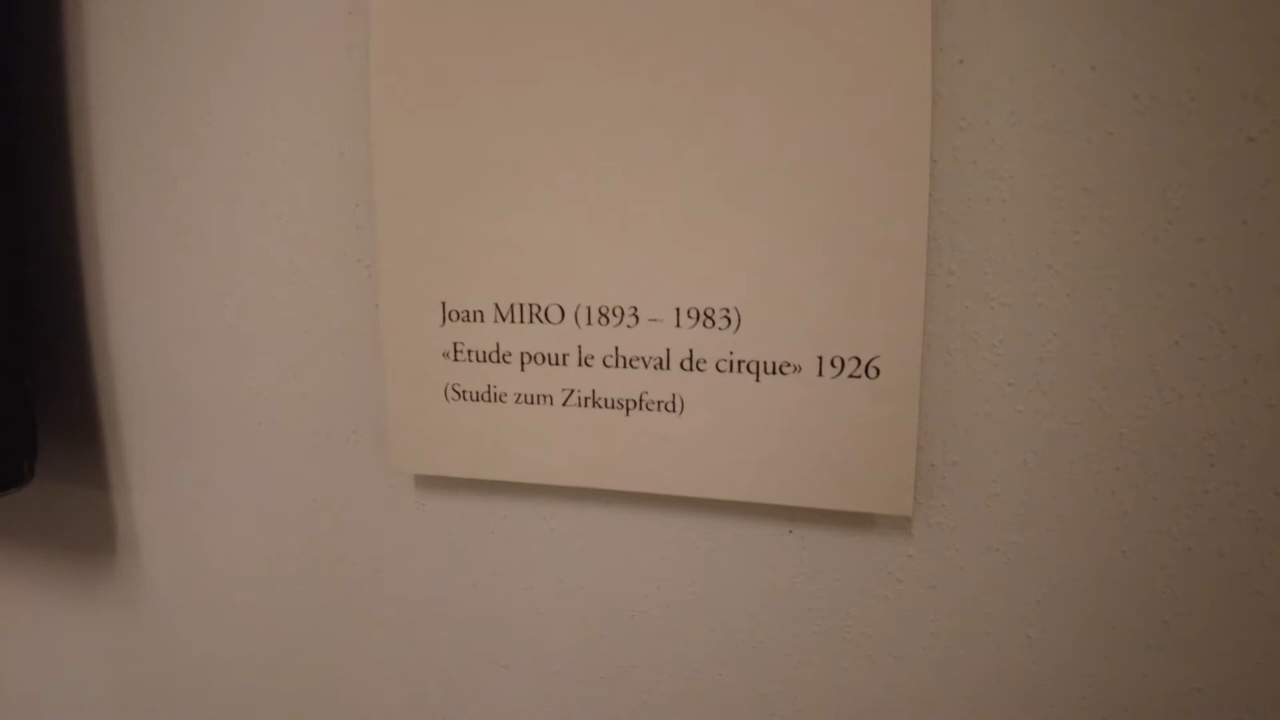 Joan MIRO (1893 – 1983)
«Etude pour le cheval de cirque» 1926
(Studie zum Zirkuspferd)